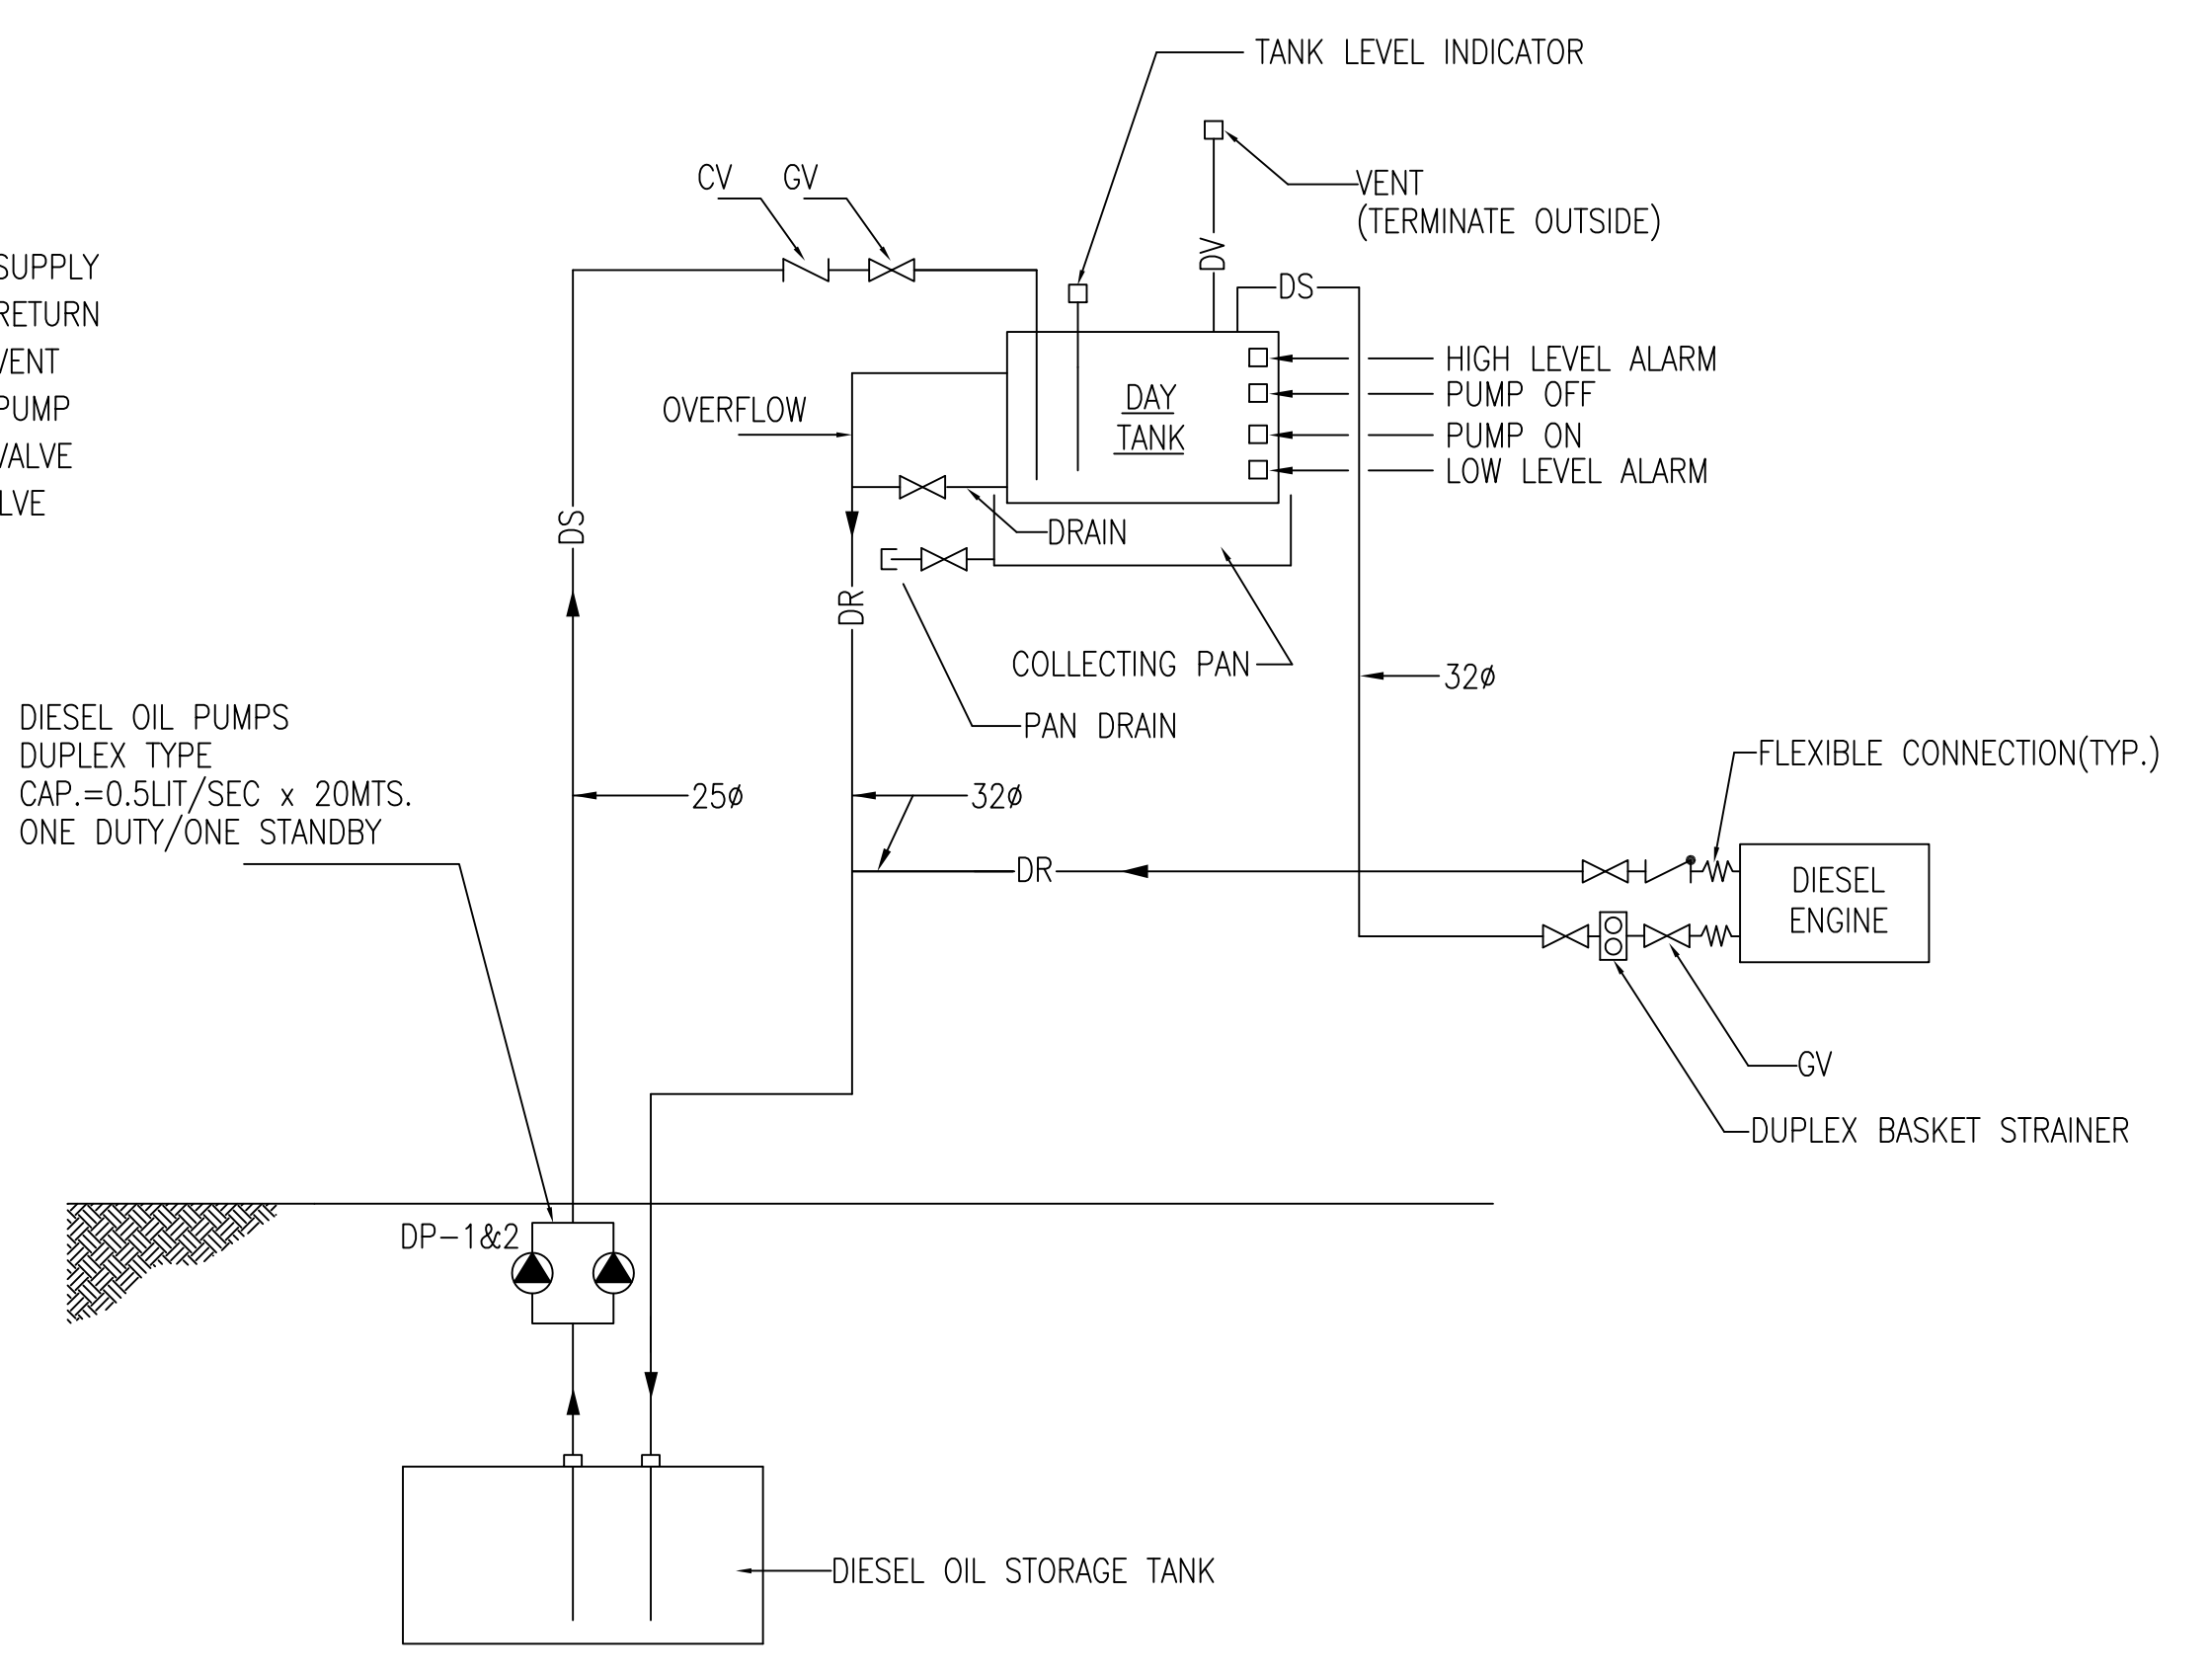 TANK LEVEL INDICATOR
VENT
(TERMINATE OUTSIDE)
CV
GV
DV
DS
SUPPLY
RETURN
VENT
PUMP
VALVE
LVE
HIGH LEVEL ALARM
PUMP OFF
PUMP ON
LOW LEVEL ALARM
DAY
TANK
OVERFLOW
DS
DRAIN
DR
COLLECTING PAN
PAN DRAIN
32ø
DIESEL OIL PUMPS
DUPLEX TYPE
CAP.=0.5LIT/SEC x 20MTS.
ONE DUTY/ONE STANDBY
25ø
32ø
FLEXIBLE CONNECTION(TYP.)
DR
DIESEL
ENGINE
GV
DUPLEX BASKET STRAINER
DP-1&2
DIESEL OIL STORAGE TANK